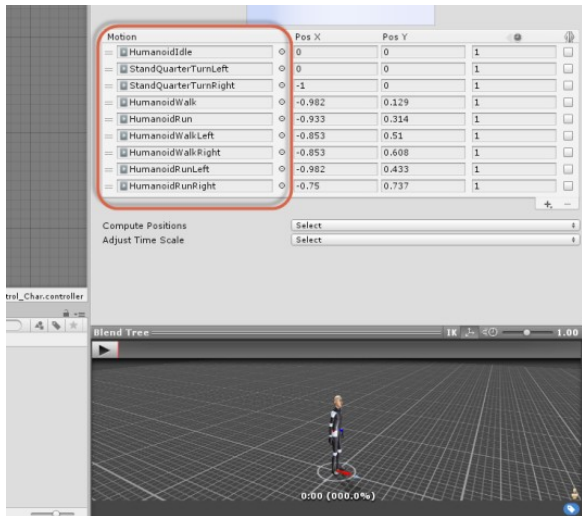 Motion Pos X Pos Y
HumanoidIdle 0 0 1
StandQuarterTurnLeft 0 0 1
StandQuarterTurnRight -1 0 1
HumanoidWalk -0.982 0.129 1
HumanoidRun -0.933 0.314 1
HumanoidWalkLeft -0.853 0.51 1
HumanoidWalkRight -0.853 0.608 1
HumanoidRunLeft -0.982 0.433 1
HumanoidRunRight -0.75 0.737 1
Compute Positions Select
Adjust Time Scale Select
trol_Char.controller
Blend Tree IK 1.00
0:00 (000.0%)